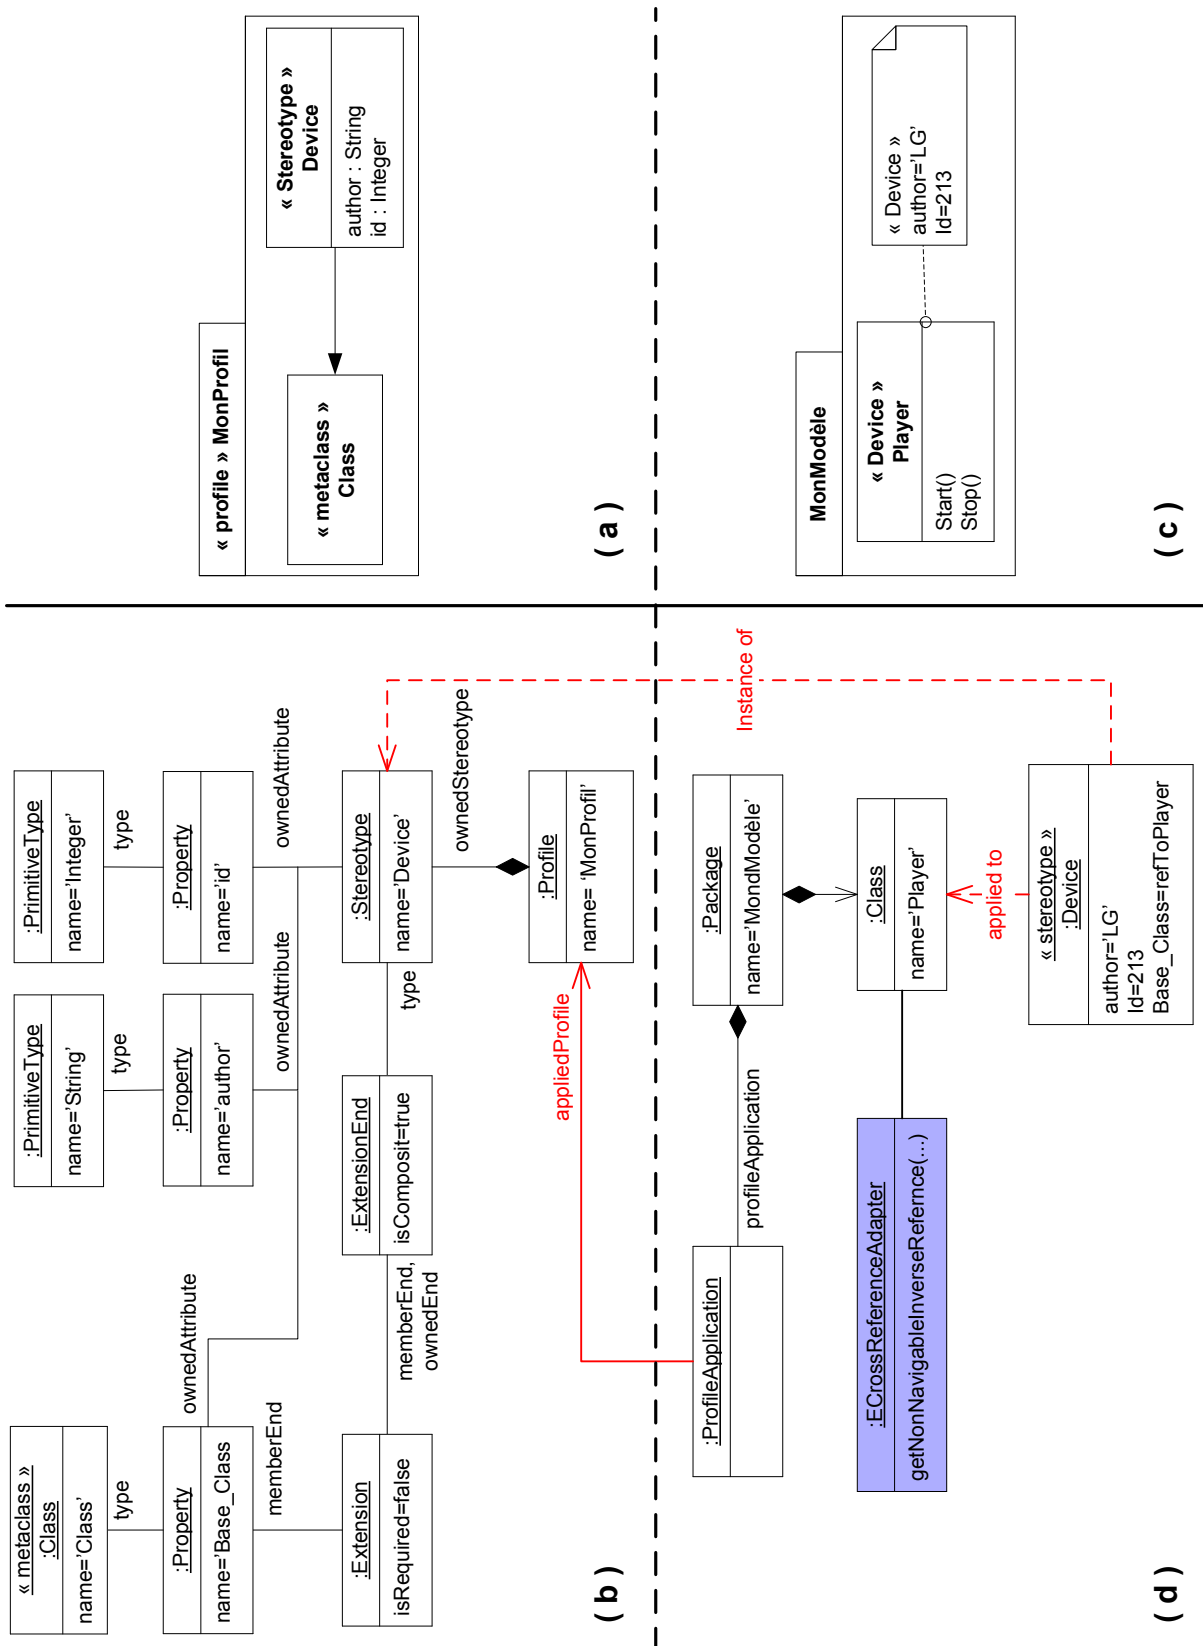 « profile » MonProfil
« metaclass »
Class
« Stereotype »
Device
author : String
id : Integer
( a )
« metaclass »
:Class
name='Class'
type
:Property
name='Base_Class
ownedAttribute
memberEnd
:Extension
isRequired=false
memberEnd,
ownedEnd
:ExtensionEnd
isComposit=true
type
:PrimitiveType
name='String'
type
:Property
name='author'
ownedAttribute
:PrimitiveType
name='Integer'
type
:Property
name='id'
ownedAttribute
:Stereotype
name='Device'
ownedStereotype
:Profile
name= 'MonProfil'
( b )
MonModèle
« Device »
Player
Start()
Stop()
« Device »
author='LG'
Id=213
( c )
appliedProfile
Instance of
:ProfileApplication
profileApplication
:Package
name='MondModèle'
:ECrossReferenceAdapter
getNonNavigableInverseRefernce(...)
:Class
name='Player'
applied to
« stereotype »
:Device
author='LG'
Id=213
Base_Class=refToPlayer
( d )